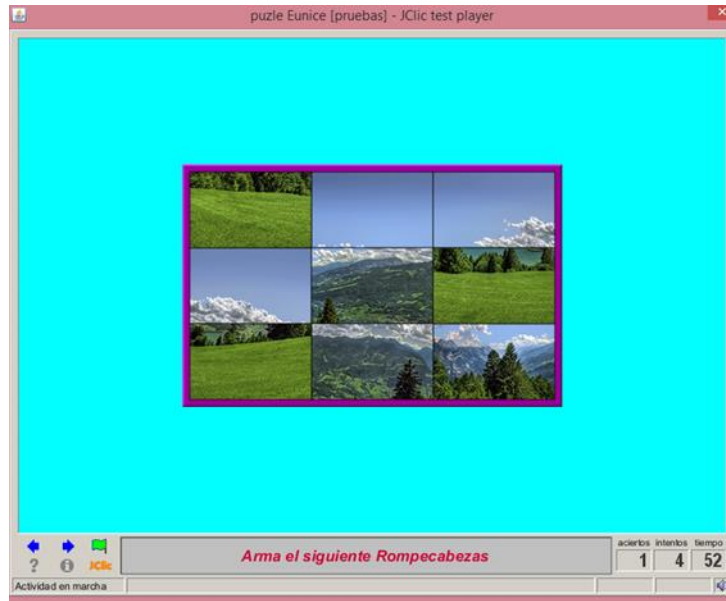 puzle Eunice [pruebas] - JClic test player
Arma el siguiente Rompecabezas
aciertos intentos tiempo
1 4 52
JClic
Actividad en marcha